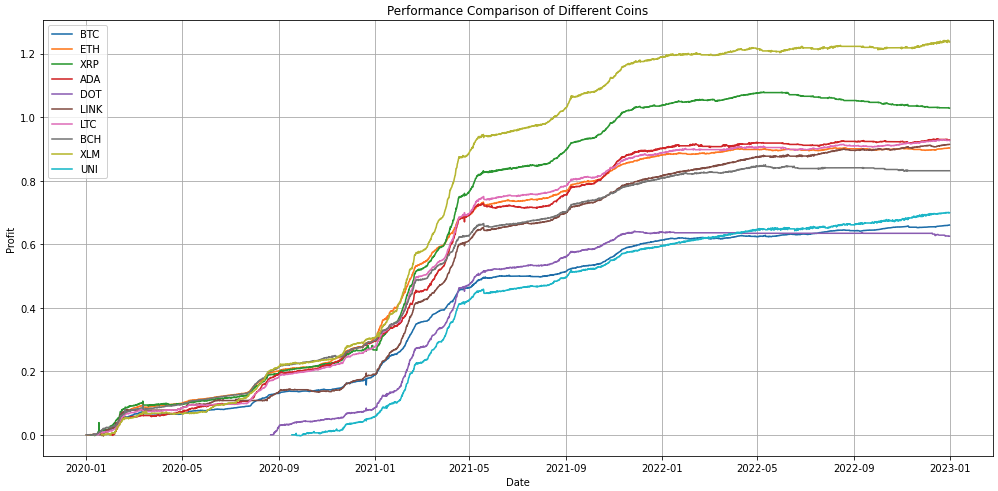 Performance Comparison of Different Coins
BTC
ETH
XRP
ADA
DOT
LINK
LTC
BCH
XLM
UNI
Profit
1.2
1.0
0.8
0.6
0.4
0.2
0.0
2020-01 2020-05 2020-09 2021-01 2021-05 2021-09 2022-01 2022-05 2022-09 2023-01
Date